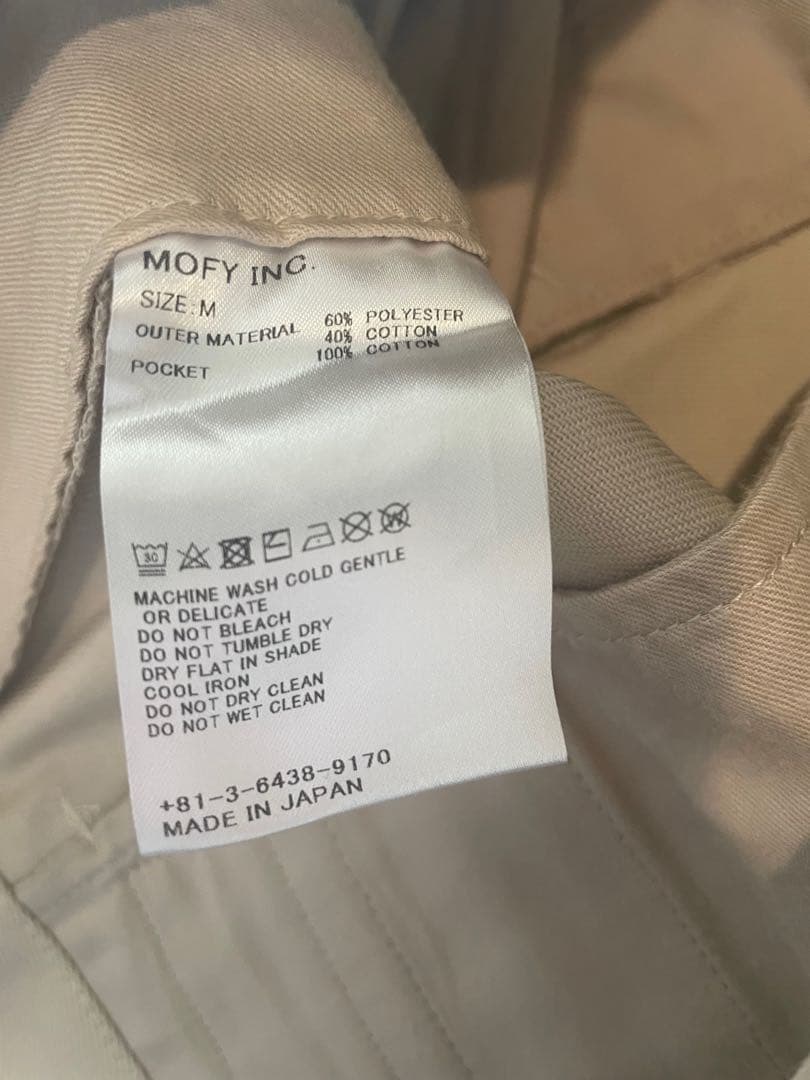 MOFY INC.
SIZE:M
OUTER MATERIAL 60% POLYESTER
40% COTTON
POCKET 100% COTTON
30
W
MACHINE WASH COLD GENTLE
OR DELICATE
DO NOT BLEACH
DO NOT TUMBLE DRY
DRY FLAT IN SHADE
COOL IRON
DO NOT DRY CLEAN
DO NOT WET CLEAN
+81-3-6438-9170
MADE IN JAPAN